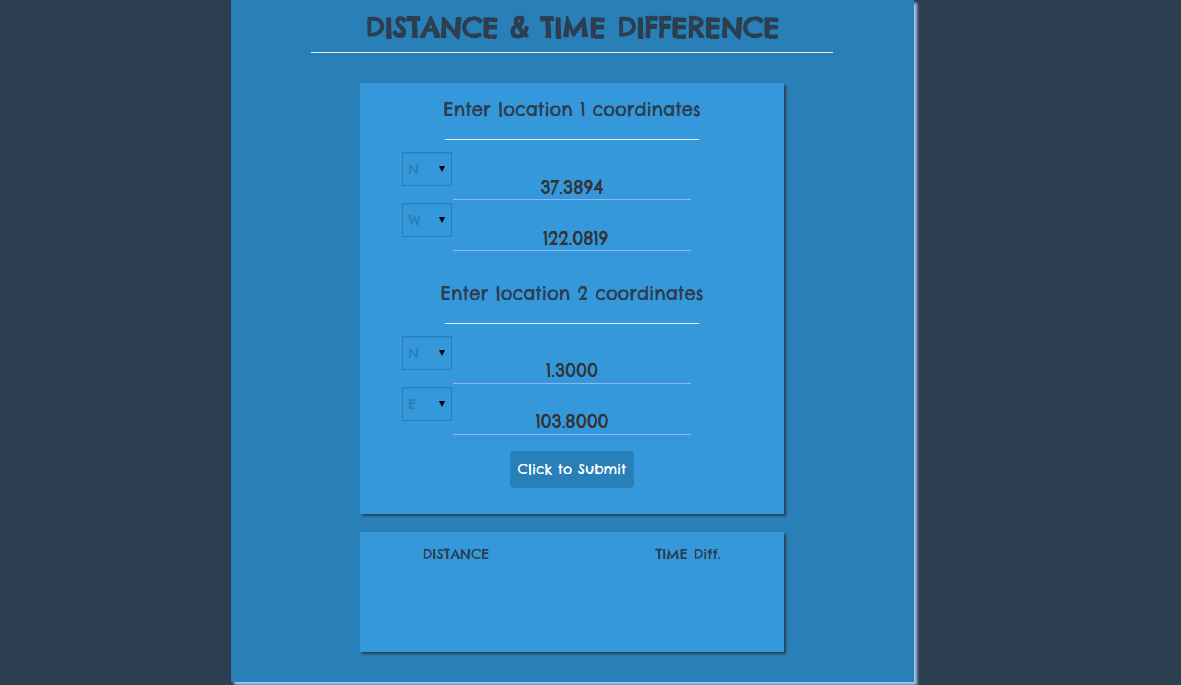 DISTANCE & TIME DIFFERENCE
Enter location 1 coordinates
N
37.3894
W
122.0819
Enter location 2 coordinates
N
1.3000
E
103.8000
Click to Submit
DISTANCE TIME Diff.